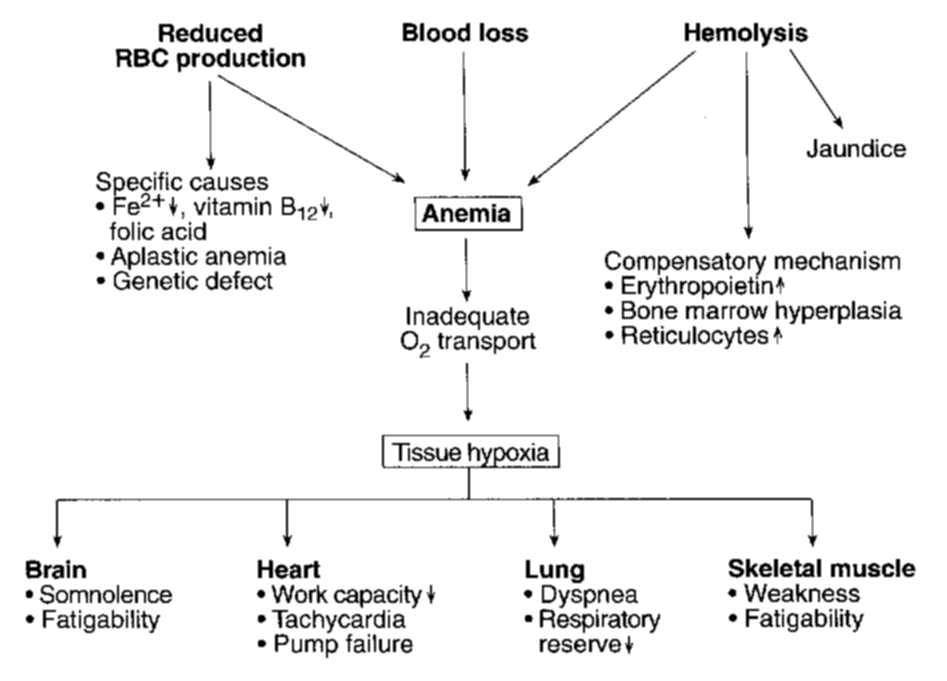 Reduced
RBC production
Blood loss
Hemolysis
Jaundice
Specific causes
• Fe²⁺↓, vitamin B₁₂↓,
folic acid
• Aplastic anemia
• Genetic defect
Anemia
Compensatory mechanism
• Erythropoietin↑
• Bone marrow hyperplasia
• Reticulocytes↑
Inadequate
O₂ transport
Tissue hypoxia
Brain
• Somnolence
• Fatigability
Heart
• Work capacity↓
• Tachycardia
• Pump failure
Lung
• Dyspnea
• Respiratory
reserve↓
Skeletal muscle
• Weakness
• Fatigability